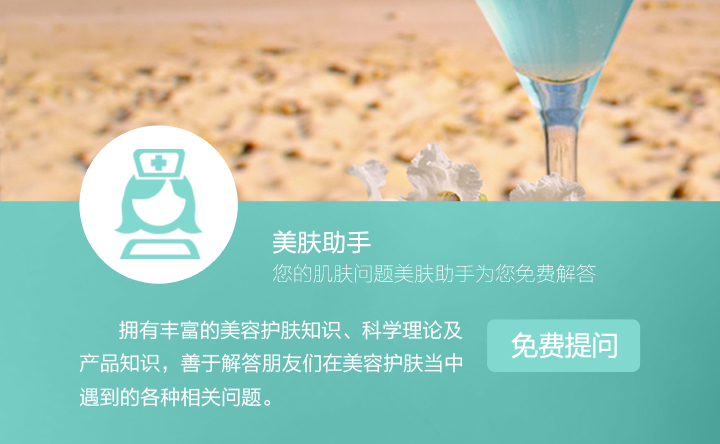 美肤助手
您的肌肤问题美肤助手为您免费解答
拥有丰富的美容护肤知识、科学理论及
产品知识，善于解答朋友们在美容护肤当中
遇到的各种相关问题。
免费提问